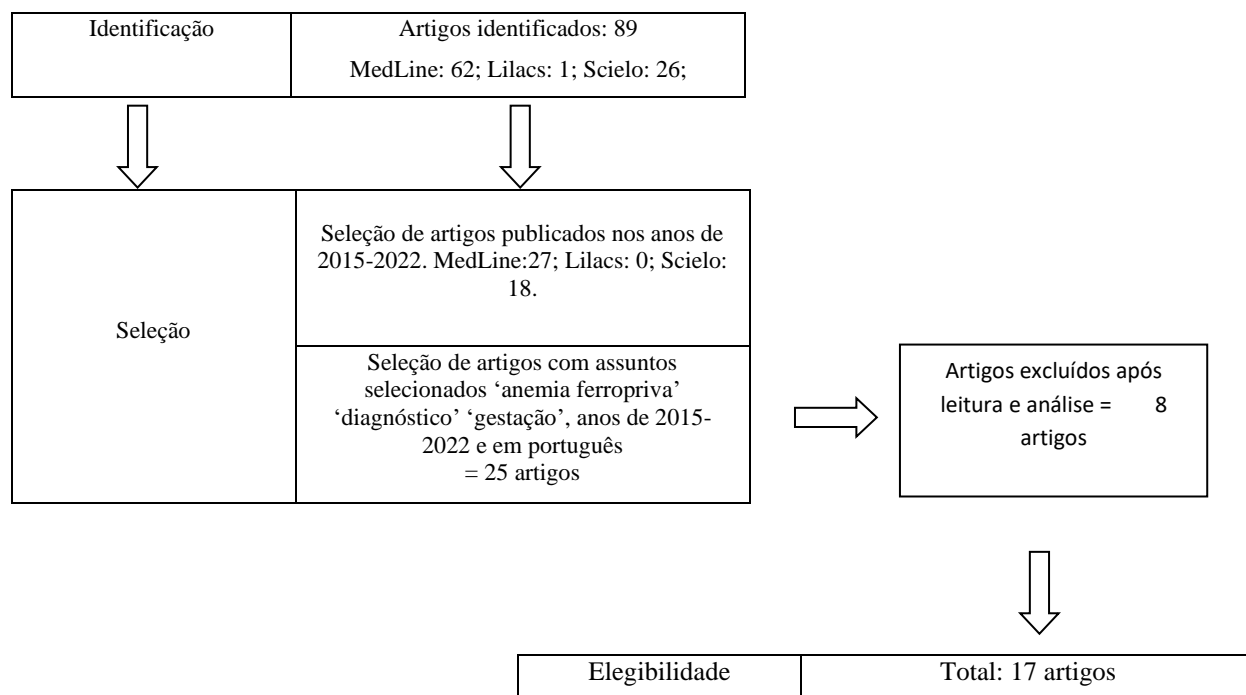 Identificação
Artigos identificados: 89
MedLine: 62; Lilacs: 1; Scielo: 26;
Seleção
Seleção de artigos publicados nos anos de
2015-2022. MedLine:27; Lilacs: 0; Scielo:
18.
Seleção de artigos com assuntos
selecionados ‘anemia ferropriva’
‘diagnóstico’ ‘gestação’, anos de 2015-
2022 e em português
= 25 artigos
Artigos excluídos após
leitura e análise = 8
artigos
Elegibilidade
Total: 17 artigos